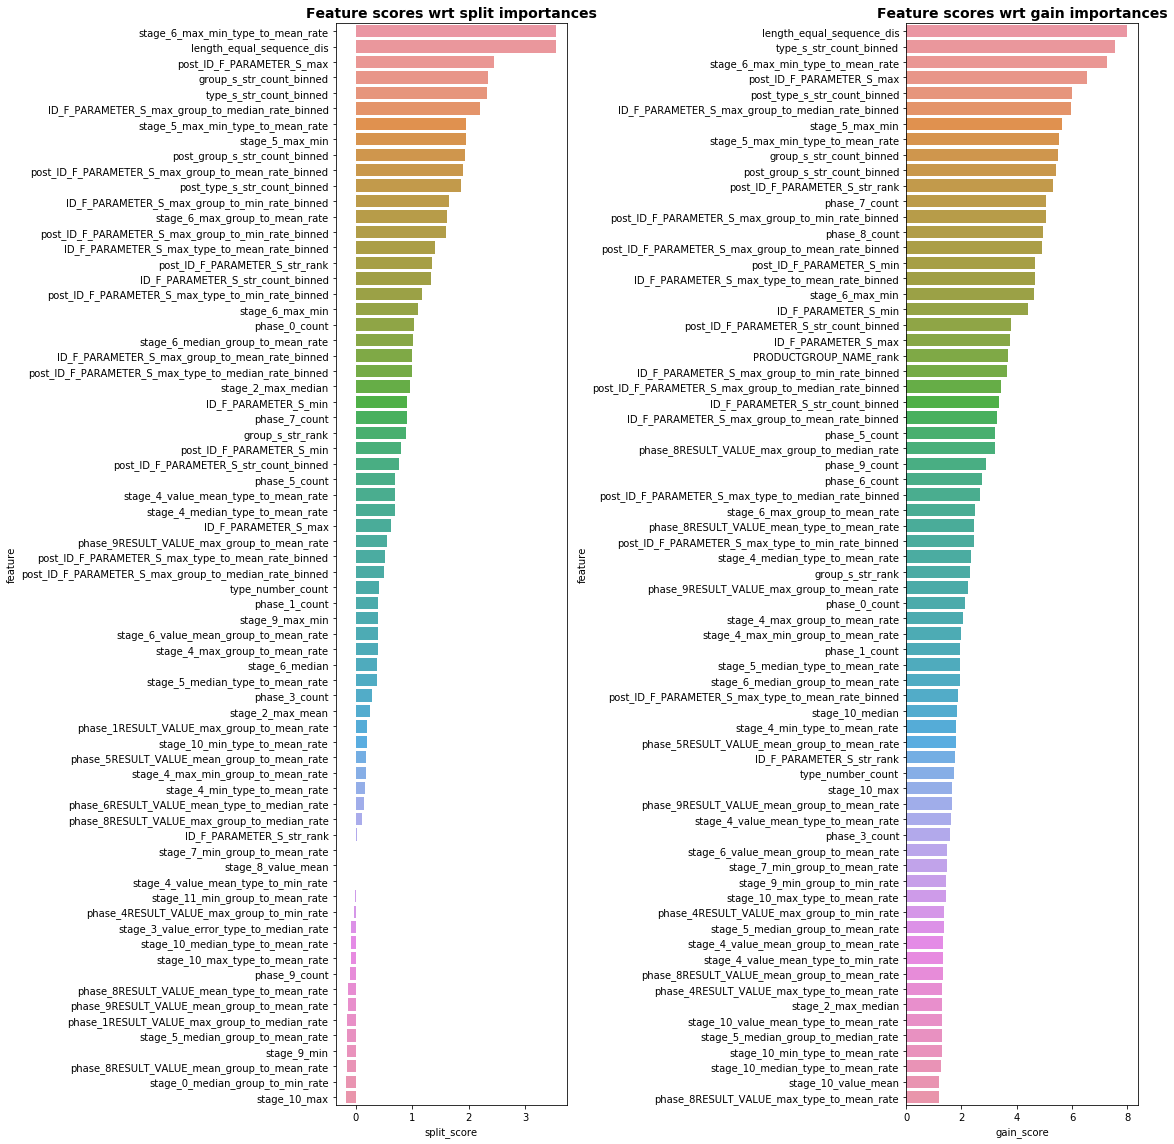 Feature scores wrt split importances
feature
stage_6_max_min_type_to_mean_rate
length_equal_sequence_dis
post_ID_F_PARAMETER_S_max
group_s_str_count_binned
type_s_str_count_binned
ID_F_PARAMETER_S_max_group_to_median_rate_binned
stage_5_max_min_type_to_mean_rate
stage_5_max_min
post_group_s_str_count_binned
post_ID_F_PARAMETER_S_max_group_to_mean_rate_binned
post_type_s_str_count_binned
ID_F_PARAMETER_S_max_group_to_min_rate_binned
stage_6_max_group_to_mean_rate
post_ID_F_PARAMETER_S_max_group_to_min_rate_binned
ID_F_PARAMETER_S_max_type_to_mean_rate_binned
post_ID_F_PARAMETER_S_str_rank
ID_F_PARAMETER_S_str_count_binned
post_ID_F_PARAMETER_S_max_type_to_min_rate_binned
stage_6_max_min
phase_0_count
stage_6_median_group_to_mean_rate
ID_F_PARAMETER_S_max_group_to_mean_rate_binned
post_ID_F_PARAMETER_S_max_type_to_median_rate_binned
stage_2_max_median
ID_F_PARAMETER_S_min
phase_7_count
group_s_str_rank
post_ID_F_PARAMETER_S_min
post_ID_F_PARAMETER_S_str_count_binned
phase_5_count
stage_4_value_mean_type_to_mean_rate
stage_4_median_type_to_mean_rate
ID_F_PARAMETER_S_max
phase_9RESULT_VALUE_max_group_to_mean_rate
post_ID_F_PARAMETER_S_max_type_to_mean_rate_binned
post_ID_F_PARAMETER_S_max_group_to_median_rate_binned
type_number_count
phase_1_count
stage_9_max_min
stage_6_value_mean_group_to_mean_rate
stage_4_max_group_to_mean_rate
stage_6_median
stage_5_median_type_to_mean_rate
phase_3_count
stage_2_max_mean
phase_1RESULT_VALUE_max_group_to_mean_rate
stage_10_min_type_to_mean_rate
phase_5RESULT_VALUE_mean_group_to_mean_rate
stage_4_max_min_group_to_mean_rate
stage_4_min_type_to_mean_rate
phase_6RESULT_VALUE_mean_type_to_median_rate
phase_8RESULT_VALUE_max_group_to_median_rate
ID_F_PARAMETER_S_str_rank
stage_7_min_group_to_mean_rate
stage_8_value_mean
stage_4_value_mean_type_to_min_rate
stage_11_min_group_to_mean_rate
phase_4RESULT_VALUE_max_group_to_min_rate
stage_3_value_error_type_to_median_rate
stage_10_median_type_to_mean_rate
stage_10_max_type_to_mean_rate
phase_9_count
phase_8RESULT_VALUE_mean_type_to_mean_rate
phase_9RESULT_VALUE_mean_group_to_mean_rate
phase_1RESULT_VALUE_max_group_to_median_rate
stage_5_median_group_to_mean_rate
stage_9_min
phase_8RESULT_VALUE_mean_group_to_mean_rate
stage_0_median_group_to_min_rate
stage_10_max
0 1 2 3
split_score
Feature scores wrt gain importances
feature
length_equal_sequence_dis
type_s_str_count_binned
stage_6_max_min_type_to_mean_rate
post_ID_F_PARAMETER_S_max
post_type_s_str_count_binned
ID_F_PARAMETER_S_max_group_to_median_rate_binned
stage_5_max_min
stage_5_max_min_type_to_mean_rate
group_s_str_count_binned
post_group_s_str_count_binned
post_ID_F_PARAMETER_S_str_rank
phase_7_count
post_ID_F_PARAMETER_S_max_group_to_min_rate_binned
phase_8_count
post_ID_F_PARAMETER_S_max_group_to_mean_rate_binned
post_ID_F_PARAMETER_S_min
ID_F_PARAMETER_S_max_type_to_mean_rate_binned
stage_6_max_min
ID_F_PARAMETER_S_min
post_ID_F_PARAMETER_S_str_count_binned
ID_F_PARAMETER_S_max
PRODUCTGROUP_NAME_rank
ID_F_PARAMETER_S_max_group_to_min_rate_binned
post_ID_F_PARAMETER_S_max_group_to_median_rate_binned
ID_F_PARAMETER_S_str_count_binned
ID_F_PARAMETER_S_max_group_to_mean_rate_binned
phase_5_count
phase_8RESULT_VALUE_max_group_to_median_rate
phase_9_count
phase_6_count
post_ID_F_PARAMETER_S_max_type_to_median_rate_binned
stage_6_max_group_to_mean_rate
phase_8RESULT_VALUE_mean_type_to_mean_rate
post_ID_F_PARAMETER_S_max_type_to_min_rate_binned
stage_4_median_type_to_mean_rate
group_s_str_rank
phase_9RESULT_VALUE_max_group_to_mean_rate
phase_0_count
stage_4_max_group_to_mean_rate
stage_4_max_min_group_to_mean_rate
phase_1_count
stage_5_median_type_to_mean_rate
stage_6_median_group_to_mean_rate
post_ID_F_PARAMETER_S_max_type_to_mean_rate_binned
stage_10_median
stage_4_min_type_to_mean_rate
phase_5RESULT_VALUE_mean_group_to_mean_rate
ID_F_PARAMETER_S_str_rank
type_number_count
stage_10_max
phase_9RESULT_VALUE_mean_group_to_mean_rate
stage_4_value_mean_type_to_mean_rate
phase_3_count
stage_6_value_mean_group_to_mean_rate
stage_7_min_group_to_mean_rate
stage_9_min_group_to_min_rate
stage_10_max_type_to_mean_rate
phase_4RESULT_VALUE_max_group_to_min_rate
stage_5_median_group_to_mean_rate
stage_4_value_mean_group_to_mean_rate
stage_4_value_mean_type_to_min_rate
phase_8RESULT_VALUE_mean_group_to_mean_rate
phase_4RESULT_VALUE_max_type_to_mean_rate
stage_2_max_median
stage_10_value_mean_type_to_mean_rate
stage_5_median_group_to_median_rate
stage_10_min_type_to_mean_rate
stage_10_median_type_to_mean_rate
stage_10_value_mean
phase_8RESULT_VALUE_max_type_to_mean_rate
0 2 4 6 8
gain_score